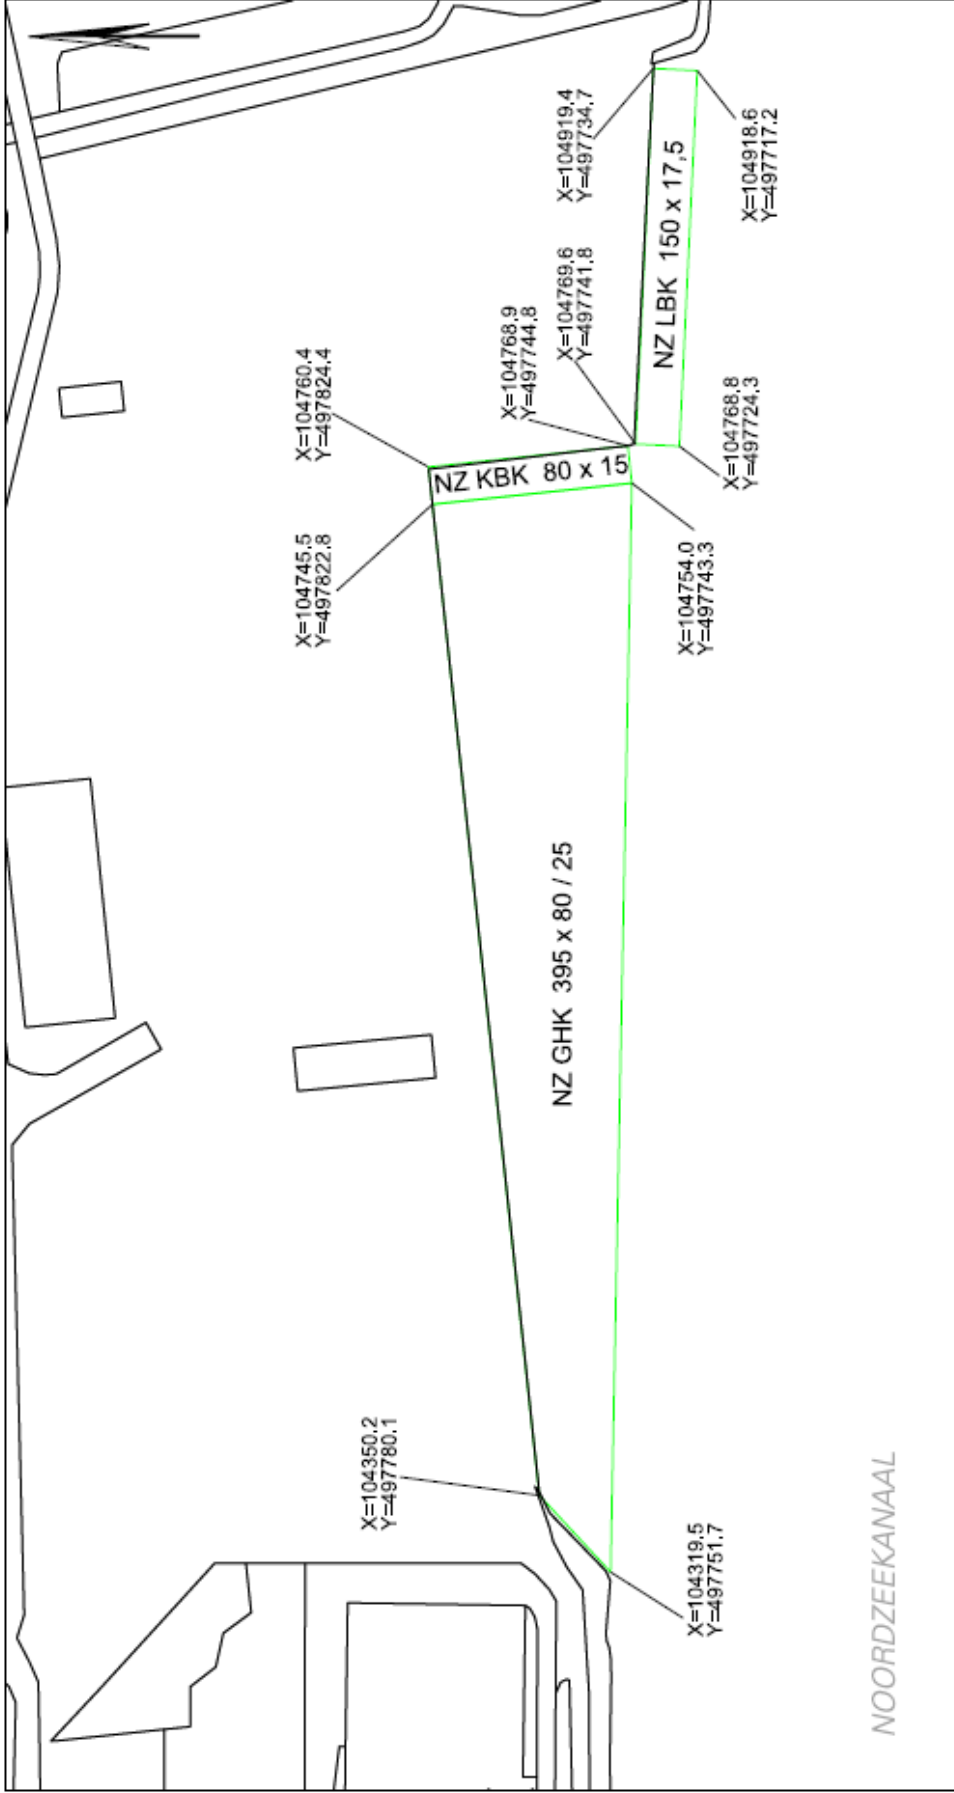 X=104919.4
Y=497734.7
X=104918.6
Y=497717.2
NZ LBK 150 x 17,5
X=104769.6
Y=497741.8
X=104768.9
Y=497744.8
X=104760.4
Y=497824.4
X=104768.8
Y=497724.3
NZ KBK 80 x 15
X=104745.5
Y=497822.8
X=104754.0
Y=497743.3
NZ GHK 395 x 80 / 25
X=104350.2
Y=497780.1
X=104319.5
Y=497751.7
NOORDZEEKANAAL